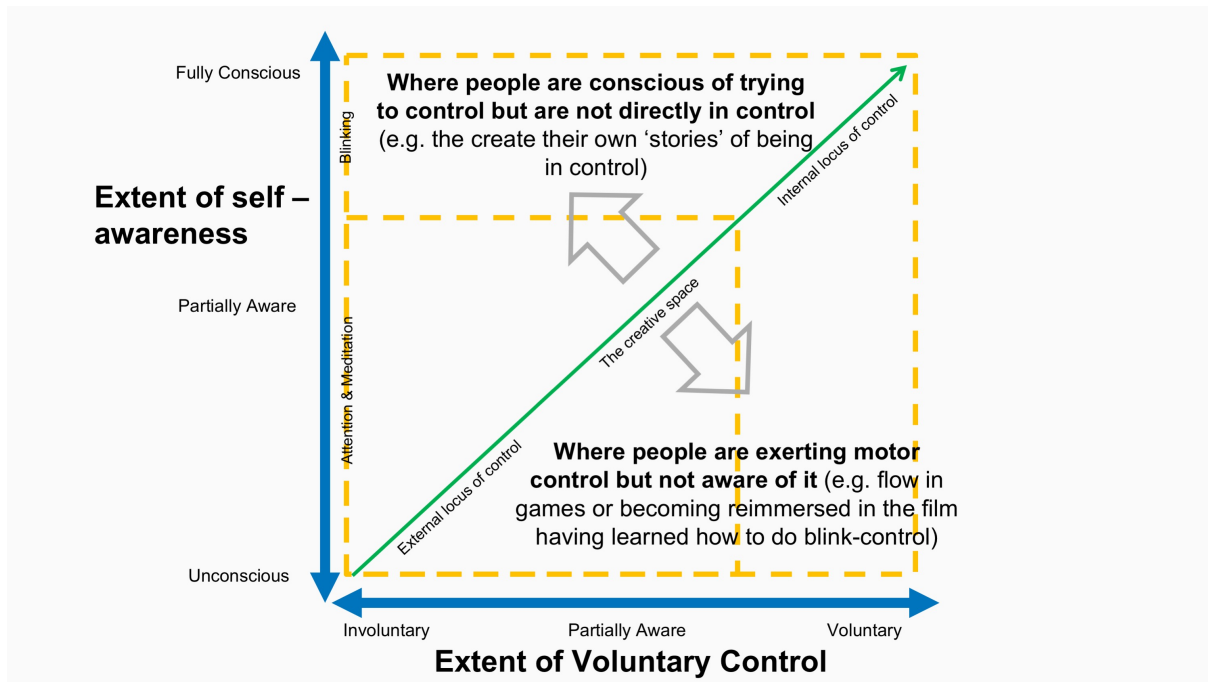 Fully Conscious
Where people are conscious of trying
to control but are not directly in control
(e.g. the create their own ‘stories’ of being
in control)
Blinking
Internal locus of control
Extent of self –
awareness
Partially Aware
The creative space
Attention & Meditation
External locus of control
Where people are exerting motor
control but not aware of it (e.g. flow in
games or becoming reimmersed in the film
having learned how to do blink-control)
Unconscious
Involuntary
Partially Aware
Voluntary
Extent of Voluntary Control